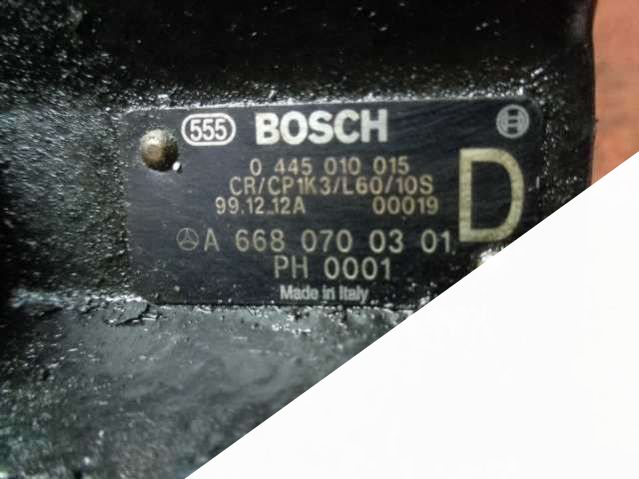 555 BOSCH
0 445 010 015
CR/CP1K3/L60/10S
99.12.12A 00019
D
A 668 070 03 01
PH 0001
Made in Italy